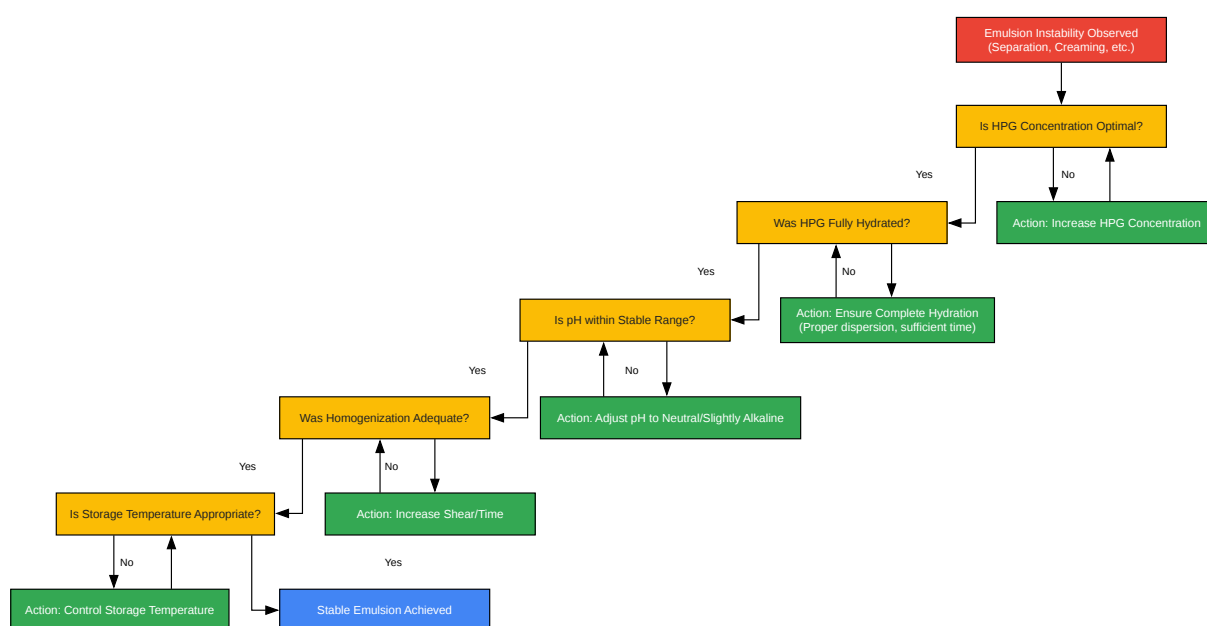 Emulsion Instability Observed
(Separation, Creaming, etc.)
Is HPG Concentration Optimal?
Yes
No
Was HPG Fully Hydrated?
Action: Increase HPG Concentration
Yes
No
Is pH within Stable Range?
Action: Ensure Complete Hydration
(Proper dispersion, sufficient time)
Yes
No
Was Homogenization Adequate?
Action: Adjust pH to Neutral/Slightly Alkaline
Yes
No
Is Storage Temperature Appropriate?
Action: Increase Shear/Time
No
Yes
Action: Control Storage Temperature
Stable Emulsion Achieved